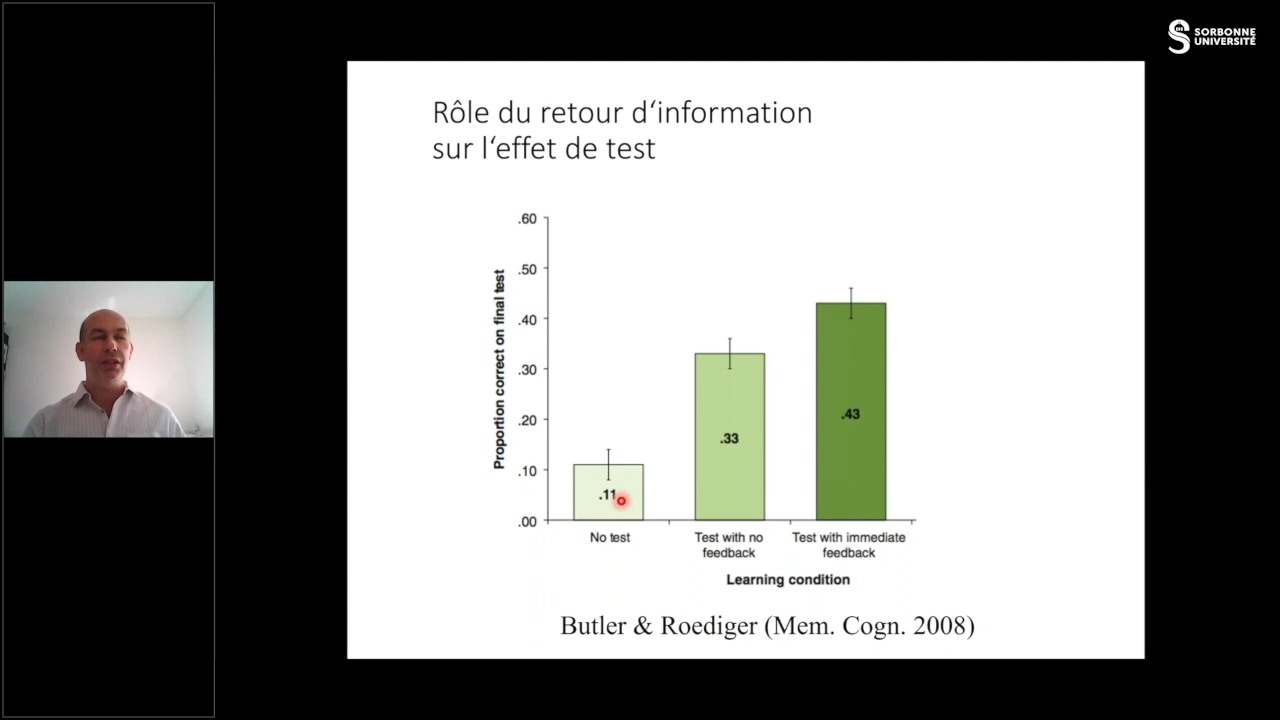 SORBONNE
UNIVERSITÉ
Rôle du retour d‘information
sur l‘effet de test
Proportion correct on final test
.60
.50
.40
.30
.20
.10
.00
.11
.33
.43
No test
Test with no
feedback
Test with immediate
feedback
Learning condition
Butler & Roediger (Mem. Cogn. 2008)